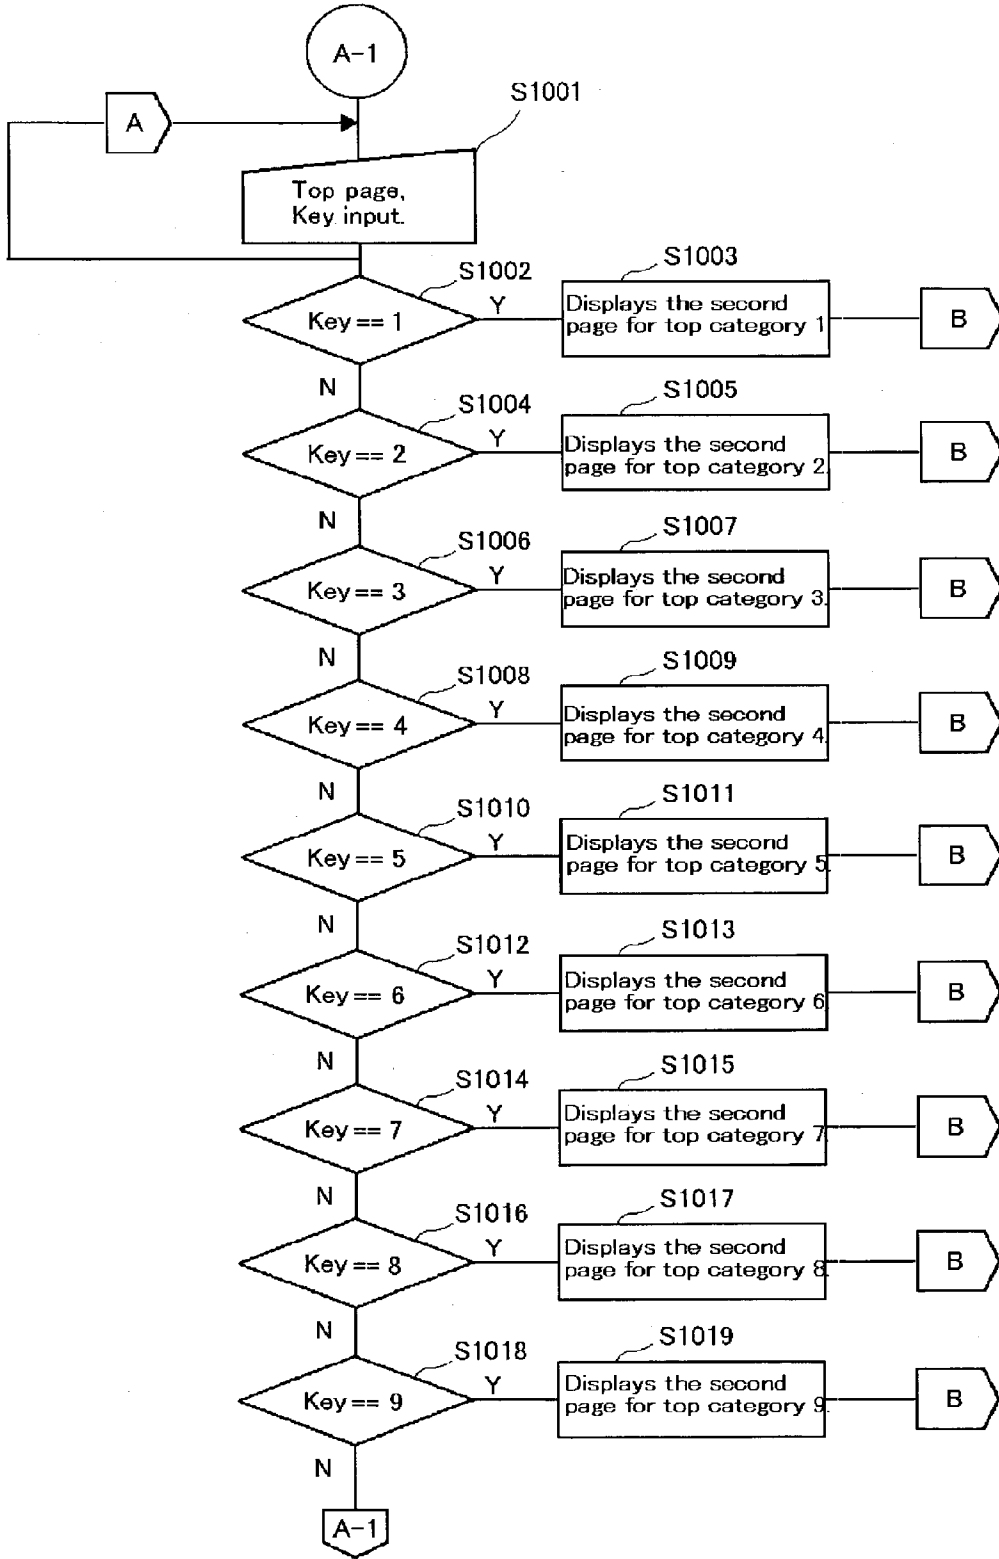 A-1
A
S1001
Top page,
Key input.
S1002
S1003
Key == 1
Y
Displays the second
page for top category 1
B
N
S1004
S1005
Key == 2
Y
Displays the second
page for top category 2
B
N
S1006
S1007
Key == 3
Y
Displays the second
page for top category 3.
B
N
S1008
S1009
Key == 4
Y
Displays the second
page for top category 4.
B
N
S1010
S1011
Key == 5
Y
Displays the second
page for top category 5.
B
N
S1012
S1013
Key == 6
Y
Displays the second
page for top category 6.
B
N
S1014
S1015
Key == 7
Y
Displays the second
page for top category 7
B
N
S1016
S1017
Key == 8
Y
Displays the second
page for top category 8.
B
N
S1018
S1019
Key == 9
Y
Displays the second
page for top category 9.
B
N
A-1